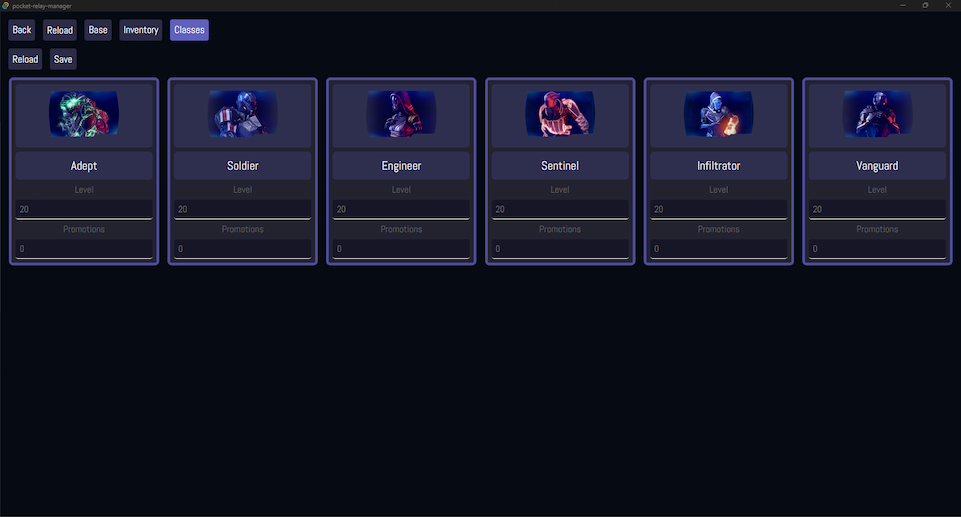 pocket-relay-manager
Back Reload Base Inventory Classes
Reload Save
Adept Soldier Engineer Sentinel Infiltrator Vanguard
Level Level Level Level Level Level
20 20 20 20 20 20
Promotions Promotions Promotions Promotions Promotions Promotions
0 0 0 0 0 0